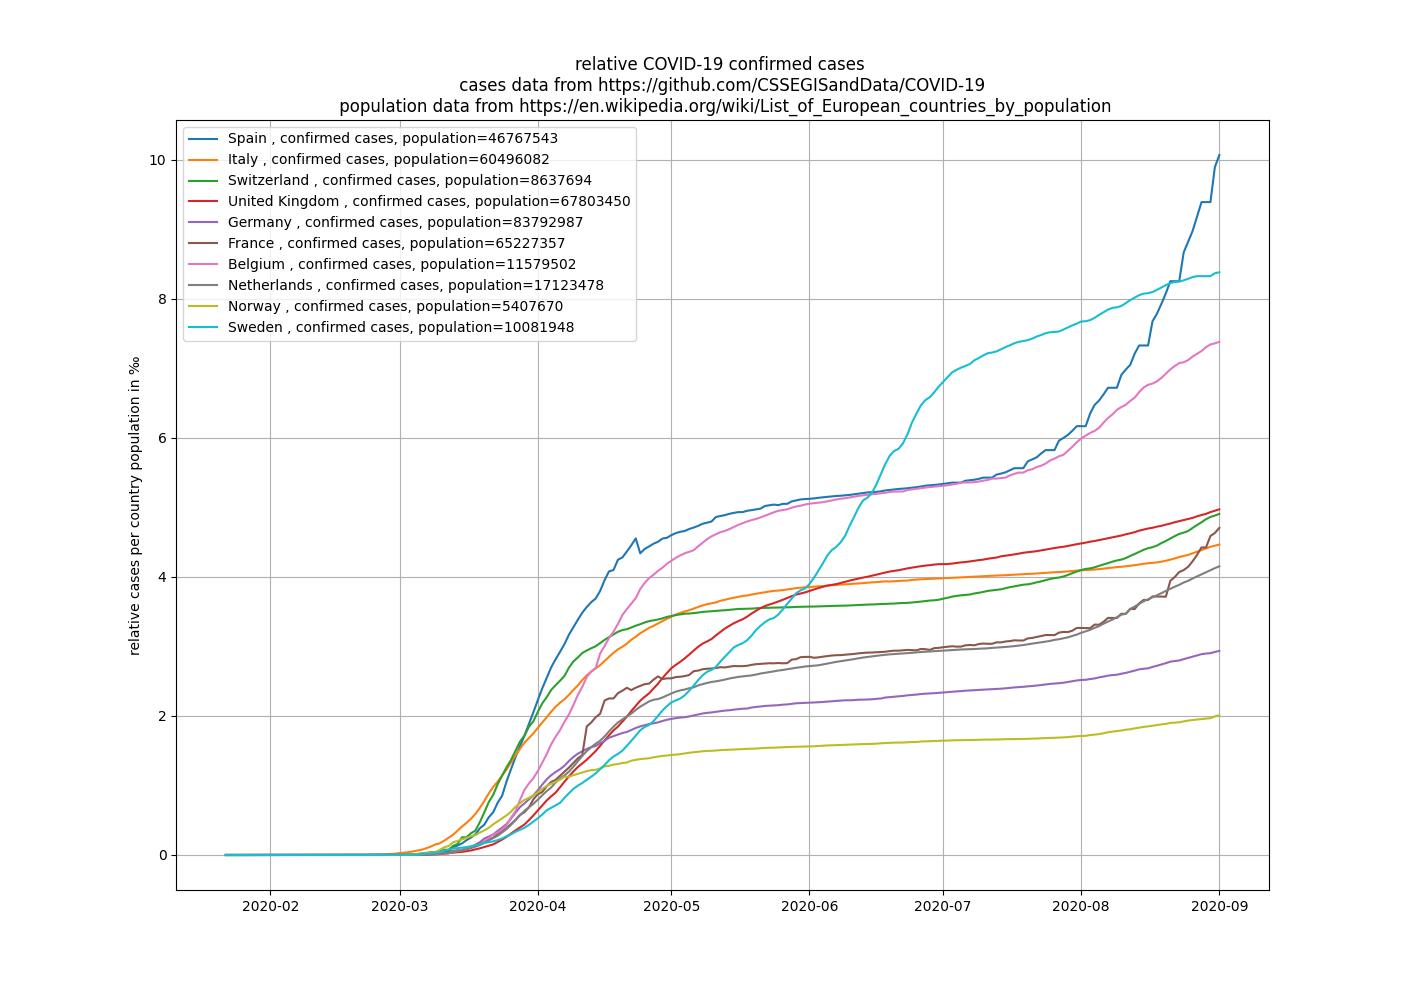 relative COVID-19 confirmed cases
cases data from https://github.com/CSSEGISandData/COVID-19
population data from https://en.wikipedia.org/wiki/List_of_European_countries_by_population
Spain , confirmed cases, population=46767543
Italy , confirmed cases, population=60496082
Switzerland , confirmed cases, population=8637694
United Kingdom , confirmed cases, population=67803450
Germany , confirmed cases, population=83792987
France , confirmed cases, population=65227357
Belgium , confirmed cases, population=11579502
Netherlands , confirmed cases, population=17123478
Norway , confirmed cases, population=5407670
Sweden , confirmed cases, population=10081948
relative cases per country population in ‰
10
8
6
4
2
0
2020-02 2020-03 2020-04 2020-05 2020-06 2020-07 2020-08 2020-09